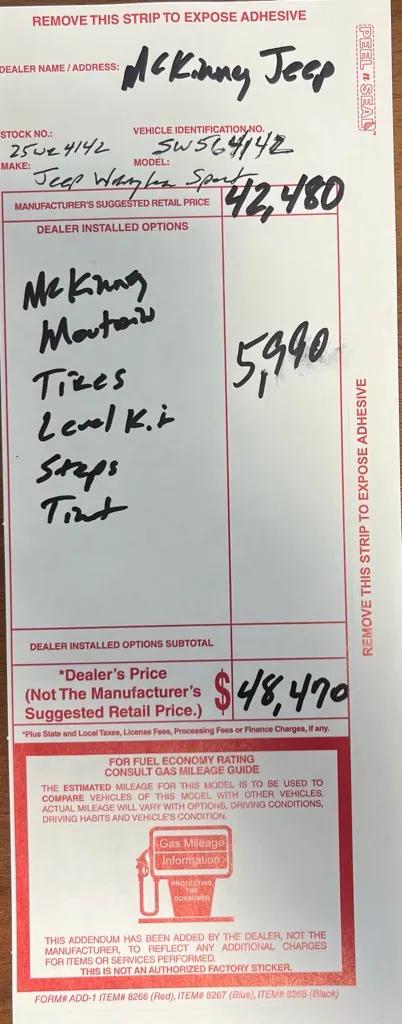 REMOVE THIS STRIP TO EXPOSE ADHESIVE
PEEL n SEAL
DEALER NAME / ADDRESS: McKinny Jeep
STOCK NO.: VEHICLE IDENTIFICATION NO.
SW564142
MAKE: MODEL:
Jeep Wrangler Sport
MANUFACTURER'S SUGGESTED RETAIL PRICE 42,480
DEALER INSTALLED OPTIONS
McKinny
Tires 5,990
Level Kit
Steps
Tint
REMOVE THIS STRIP TO EXPOSE ADHESIVE
DEALER INSTALLED OPTIONS SUBTOTAL
*Dealer's Price
(Not The Manufacturer's
Suggested Retail Price.) $48,470
*Plus State and Local Taxes, License Fees, Processing Fees or Finance Charges, if any.
FOR FUEL ECONOMY RATING
CONSULT GAS MILEAGE GUIDE
THE ESTIMATED MILEAGE FOR THIS MODEL IS TO BE USED TO
COMPARE VEHICLES OF THIS MODEL WITH OTHER VEHICLES.
ACTUAL MILEAGE WILL VARY WITH OPTIONS, DRIVING CONDITIONS,
DRIVING HABITS AND VEHICLE'S CONDITION.
Gas Mileage
Information
PROTECTING
THE
CONSUMER
THIS ADDENDUM HAS BEEN ADDED BY THE DEALER, NOT THE
MANUFACTURER, TO REFLECT ANY ADDITIONAL CHARGES
FOR ITEMS OR SERVICES PERFORMED.
THIS IS NOT AN AUTHORIZED FACTORY STICKER.
FORM# ADD-1 ITEM# 8266 (Red), ITEM# 8267 (Blue), ITEM# 8268 (Black)